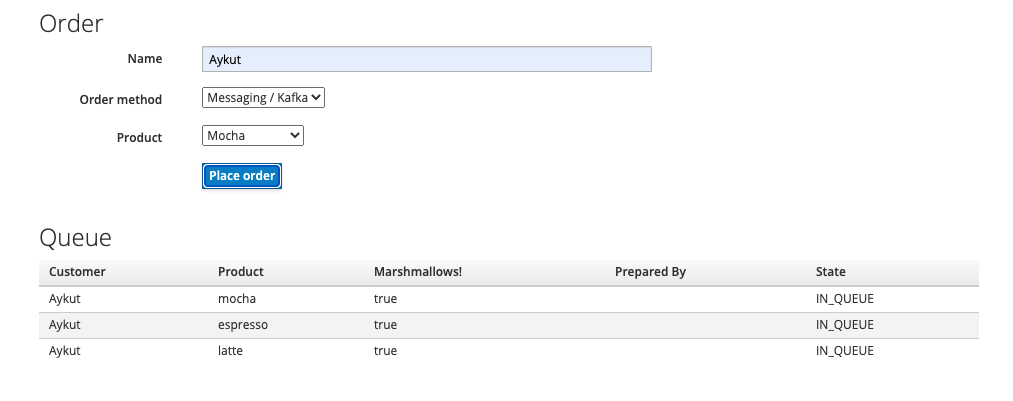 Order
Name Aykut
Order method Messaging / Kafka
Product Mocha
Place order
Queue
Customer Product Marshmallows! Prepared By State
Aykut mocha true IN_QUEUE
Aykut espresso true IN_QUEUE
Aykut latte true IN_QUEUE